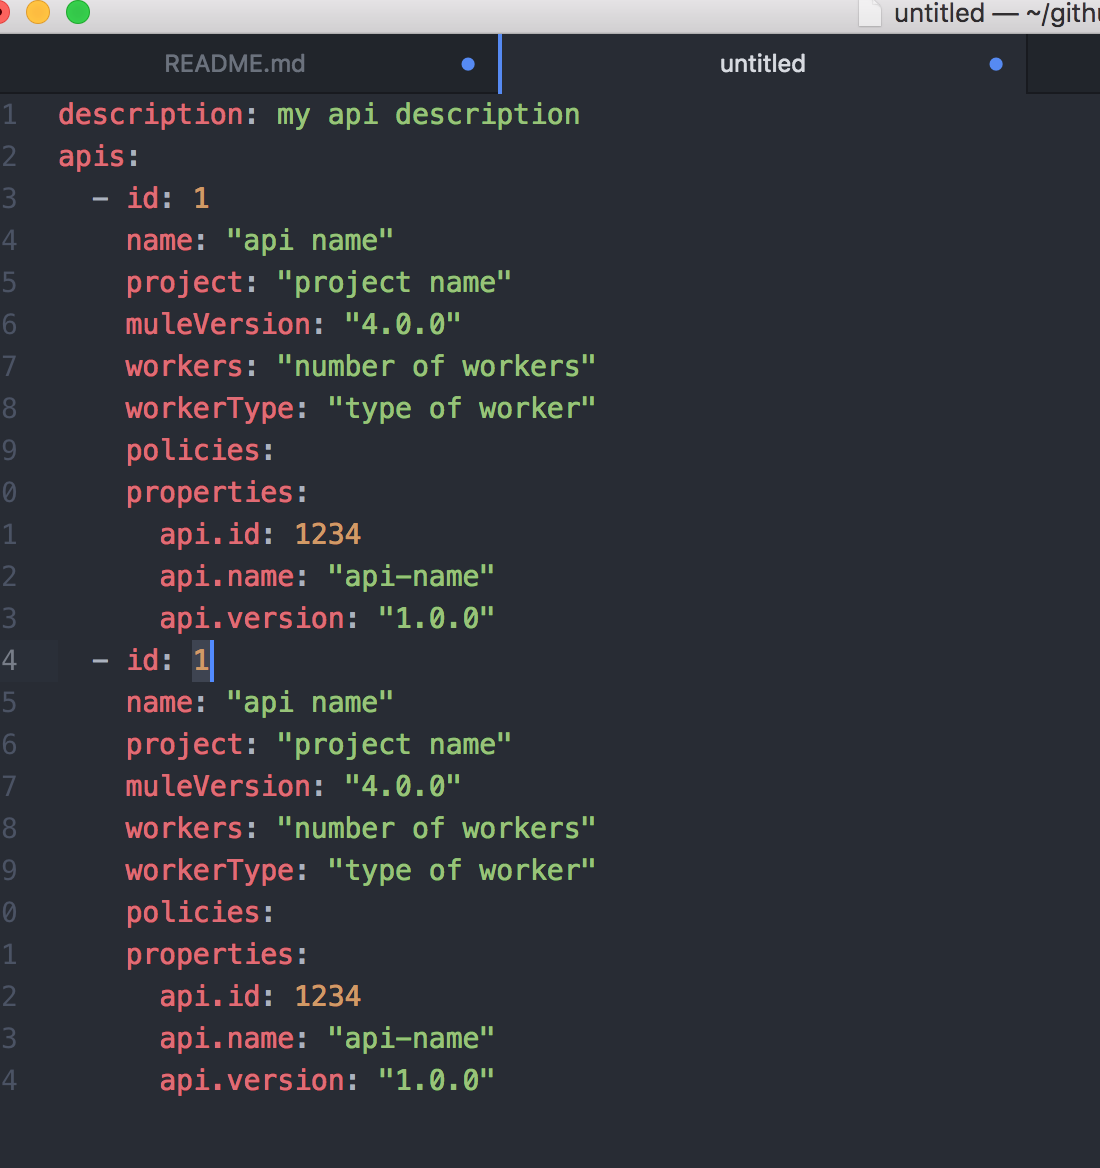 untitled — ~/githu
README.md
untitled
1 description: my api description
2 apis:
3 - id: 1
4 name: "api name"
5 project: "project name"
6 muleVersion: "4.0.0"
7 workers: "number of workers"
8 workerType: "type of worker"
9 policies:
0 properties:
1 api.id: 1234
2 api.name: "api-name"
3 api.version: "1.0.0"
4 - id: 1
5 name: "api name"
6 project: "project name"
7 muleVersion: "4.0.0"
8 workers: "number of workers"
9 workerType: "type of worker"
0 policies:
1 properties:
2 api.id: 1234
3 api.name: "api-name"
4 api.version: "1.0.0"